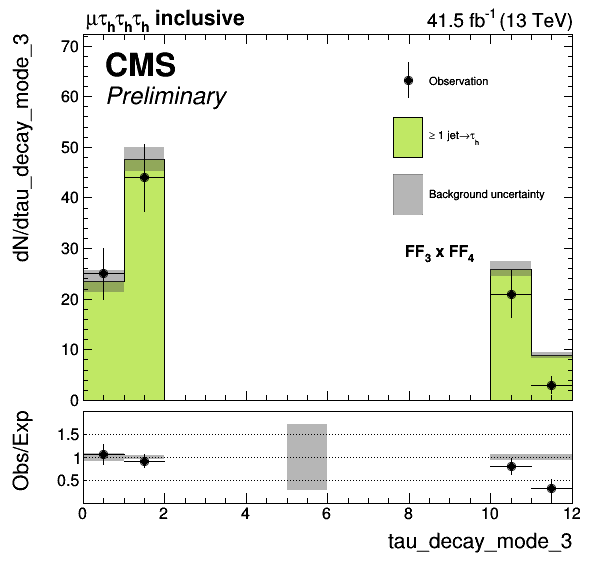 μτₕτₕτₕ inclusive
41.5 fb⁻¹ (13 TeV)
CMS
Preliminary
Observation
≥ 1 jet→τₕ
Background uncertainty
FF₃ x FF₄
dN/dtau_decay_mode_3
70
60
50
40
30
20
10
0
Obs/Exp
1.5
1
0.5
0 2 4 6 8 10 12
tau_decay_mode_3